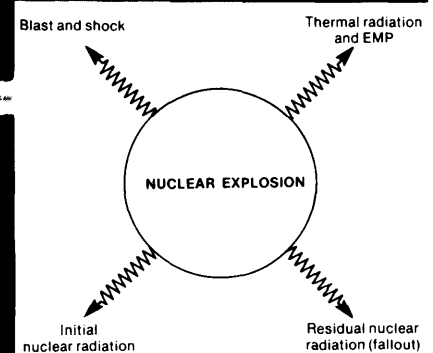 Blast and shock
Thermal radiation
and EMP
NUCLEAR EXPLOSION
Initial
nuclear radiation
Residual nuclear
radiation (fallout)